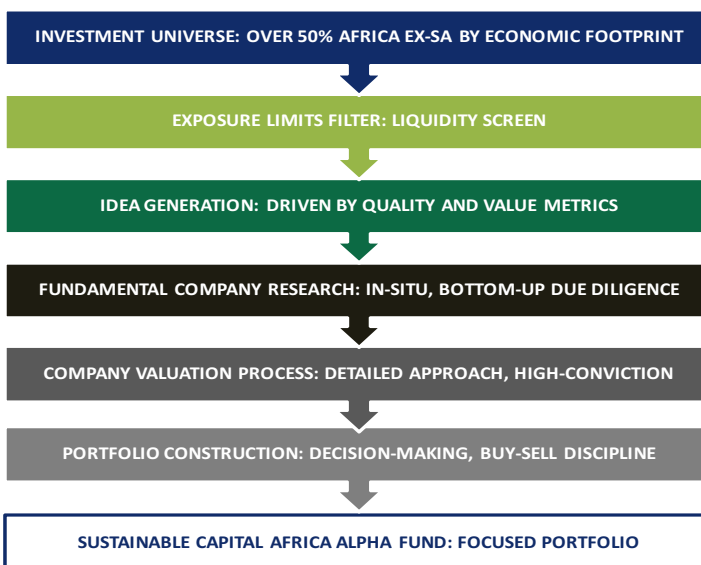 INVESTMENT UNIVERSE: OVER 50% AFRICA EX-SA BY ECONOMIC FOOTPRINT
EXPOSURE LIMITS FILTER: LIQUIDITY SCREEN
IDEA GENERATION: DRIVEN BY QUALITY AND VALUE METRICS
FUNDAMENTAL COMPANY RESEARCH: IN-SITU, BOTTOM-UP DUE DILIGENCE
COMPANY VALUATION PROCESS: DETAILED APPROACH, HIGH-CONVICTION
PORTFOLIO CONSTRUCTION: DECISION-MAKING, BUY-SELL DISCIPLINE
SUSTAINABLE CAPITAL AFRICA ALPHA FUND: FOCUSED PORTFOLIO